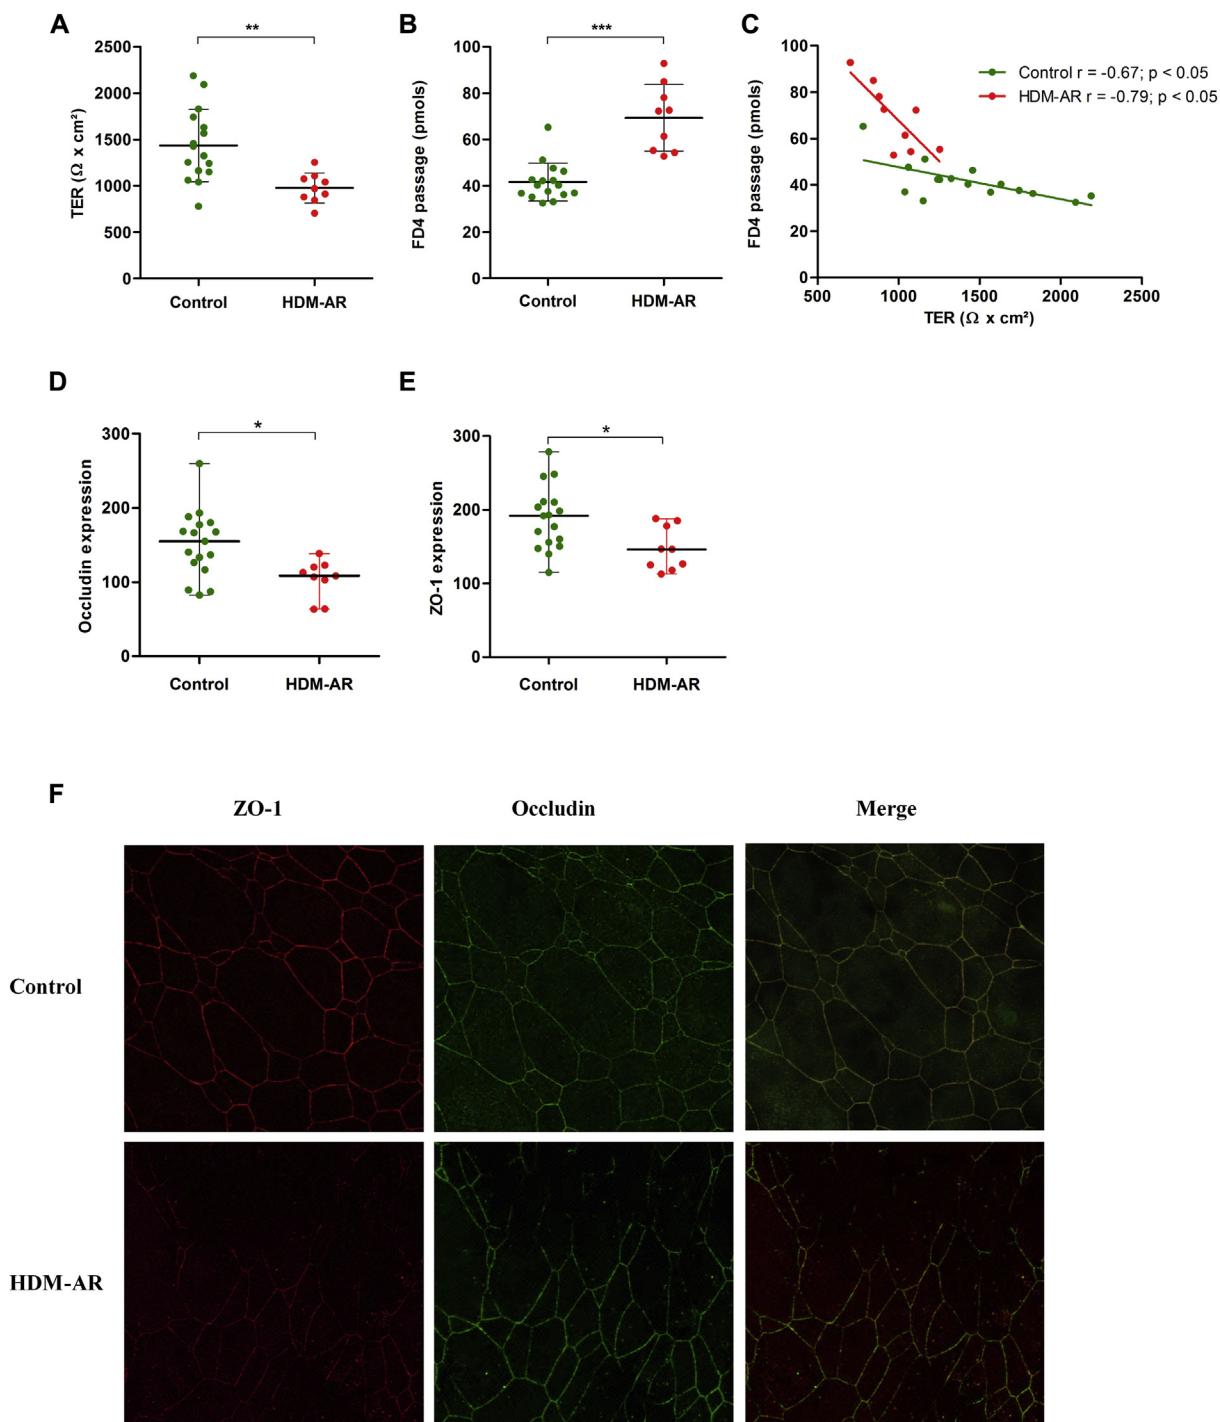 A
**
2500
2000
1500
1000
500
0
TER (Ω x cm²)
Control
HDM-AR
B
***
100
80
60
40
20
0
FD4 passage (pmols)
Control
HDM-AR
C
100
80
60
40
20
0
FD4 passage (pmols)
Control r = -0.67; p < 0.05
HDM-AR r = -0.79; p < 0.05
500
1000
1500
2000
2500
TER (Ω x cm²)
D
*
300
200
100
0
Occludin expression
Control
HDM-AR
E
*
300
200
100
0
ZO-1 expression
Control
HDM-AR
F
ZO-1
Occludin
Merge
Control
HDM-AR